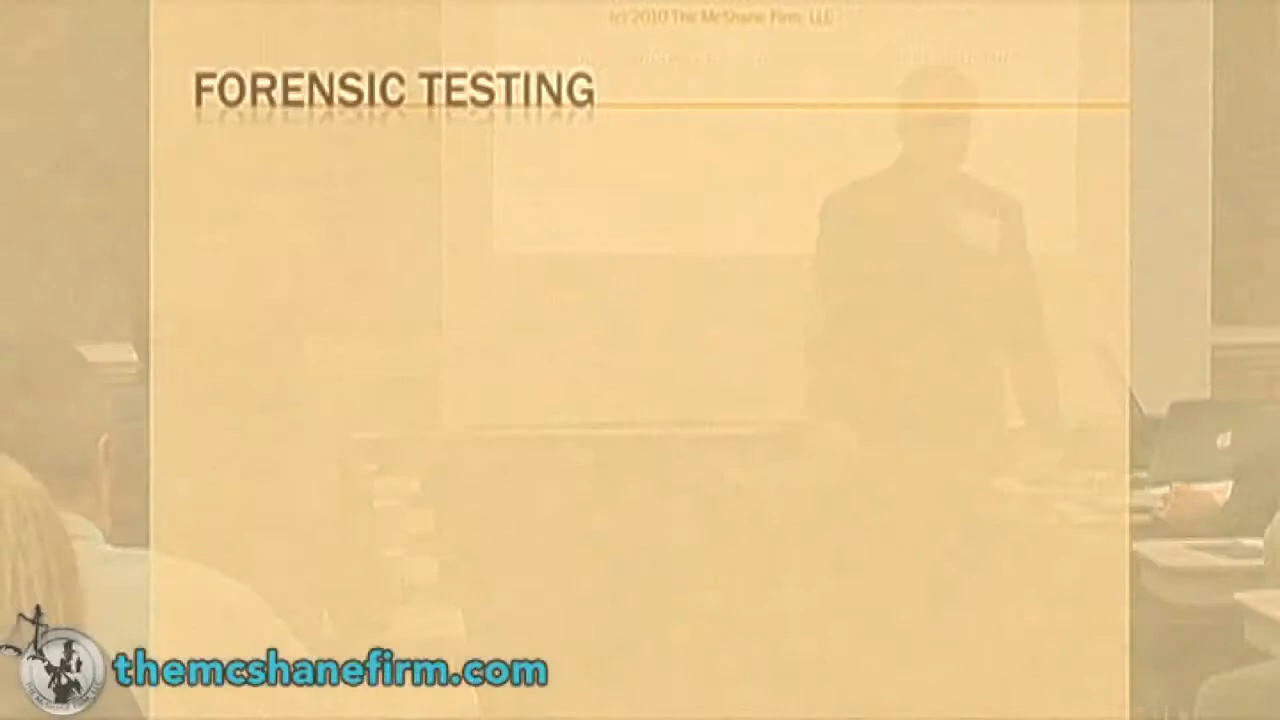 (c) 2010 The McShane Firm, LLC
FORENSIC TESTING
themcshanefirm.com